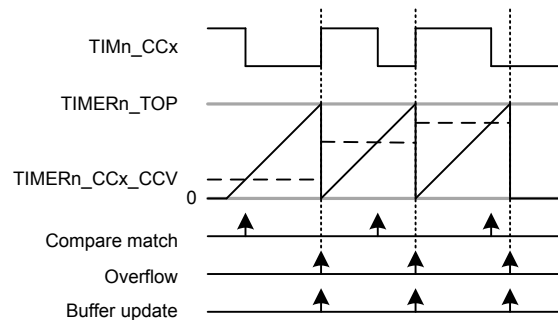 TIMn_CCx
TIMERn_TOP
TIMERn_CCx_CCV
0
Compare match
Overflow
Buffer update